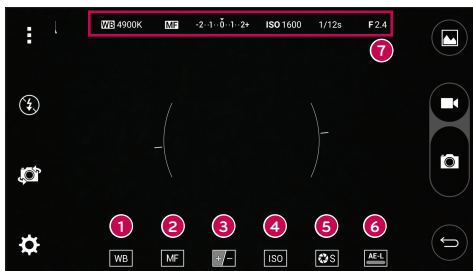 WB 4900K MF -2··1··0··1··2+ ISO 1600 1/12s F 2.4
7
1 2 3 4 5 6
WB MF +/- ISO S AE-L